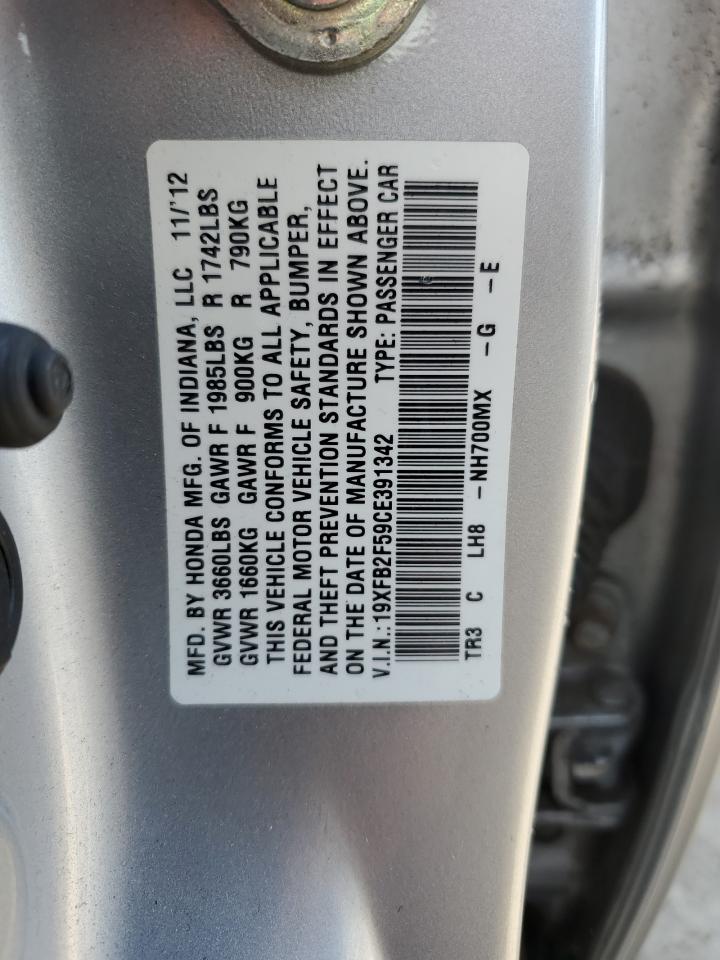 MFD. BY HONDA MFG. OF INDIANA, LLC 11/'12
GVWR 3660LBS GAWR F 1985LBS R 1742LBS
GVWR 1660KG GAWR F 900KG R 790KG
THIS VEHICLE CONFORMS TO ALL APPLICABLE
FEDERAL MOTOR VEHICLE SAFETY, BUMPER,
AND THEFT PREVENTION STANDARDS IN EFFECT
ON THE DATE OF MANUFACTURE SHOWN ABOVE.
V.I.N.:19XFB2F59CE391342 TYPE: PASSENGER CAR
TR3 C LH8 -NH700MX -G -E